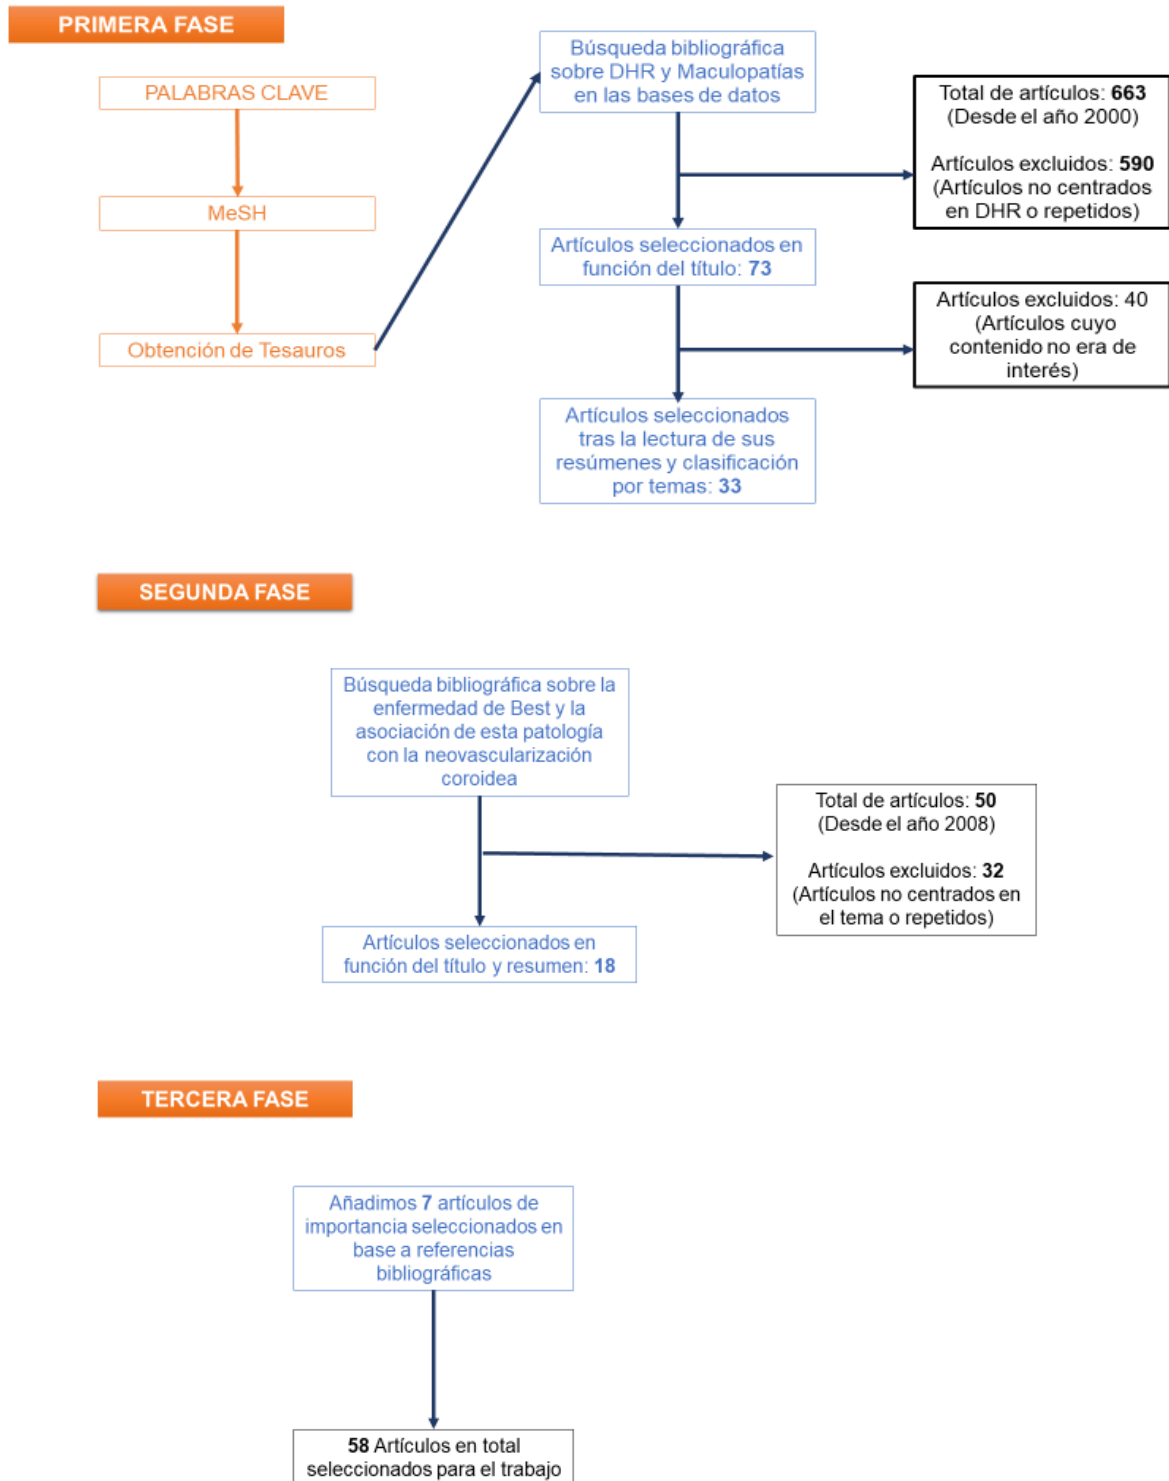 PRIMERA FASE
PALABRAS CLAVE
MeSH
Obtención de Tesauros
Búsqueda bibliográfica
sobre DHR y Maculopatías
en las bases de datos
Total de artículos: 663
(Desde el año 2000)
Artículos excluidos: 590
(Artículos no centrados
en DHR o repetidos)
Artículos seleccionados en
función del título: 73
Artículos excluidos: 40
(Artículos cuyo
contenido no era de
interés)
Artículos seleccionados
tras la lectura de sus
resúmenes y clasificación
por temas: 33
SEGUNDA FASE
Búsqueda bibliográfica sobre la
enfermedad de Best y la
asociación de esta patología
con la neovascularización
coroidea
Total de artículos: 50
(Desde el año 2008)
Artículos excluidos: 32
(Artículos no centrados en
el tema o repetidos)
Artículos seleccionados en
función del título y resumen: 18
TERCERA FASE
Añadimos 7 artículos de
importancia seleccionados en
base a referencias
bibliográficas
58 Artículos en total
seleccionados para el trabajo